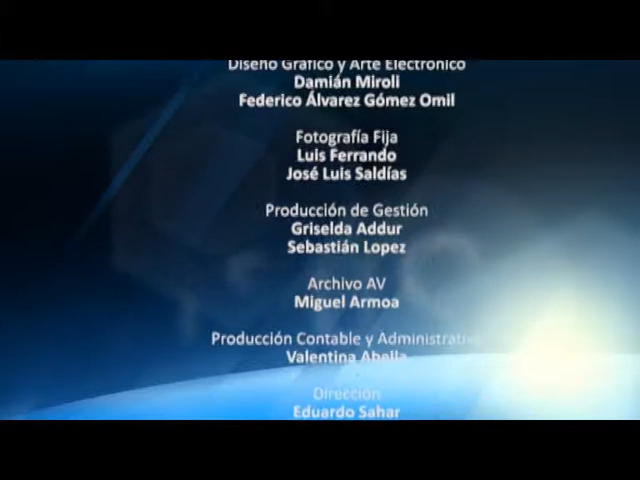 Diseño Gráfico y Arte Electrónico
Damián Miroli
Federico Álvarez Gómez Omil
Fotografía Fija
Luis Ferrando
José Luis Saldías
Producción de Gestión
Griselda Addur
Sebastián Lopez
Archivo AV
Miguel Armoa
Producción Contable y Administrativa
Valentina Abella
Dirección
Eduardo Sahar